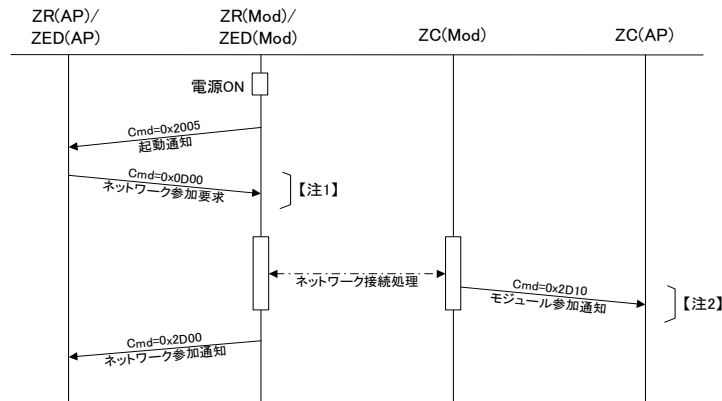 ZR(AP)/
ZED(AP)
ZR(Mod)/
ZED(Mod)
ZC(Mod)
ZC(AP)
電源ON
Cmd=0x2005
起動通知
Cmd=0x0D00
ネットワーク参加要求
【注1】
ネットワーク接続処理
Cmd=0x2D10
モジュール参加通知
【注2】
Cmd=0x2D00
ネットワーク参加通知